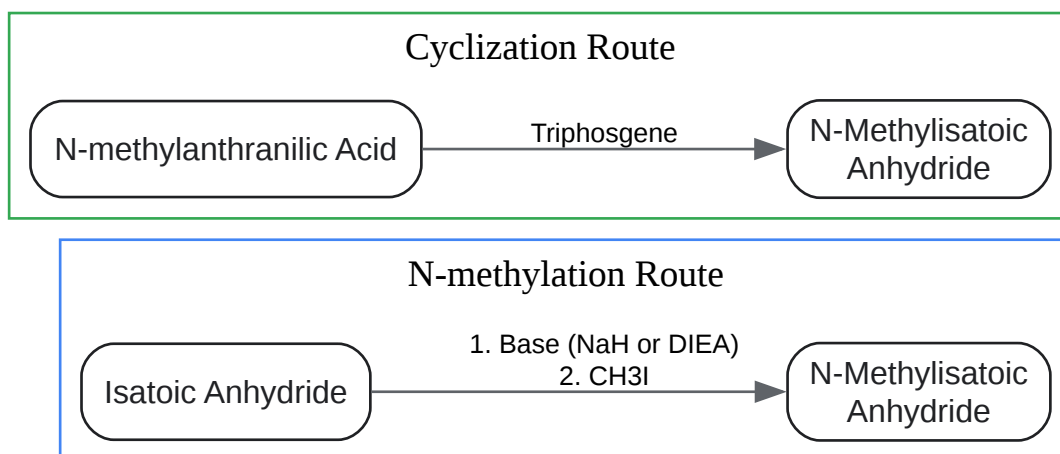 Cyclization Route
N-methylanthranilic Acid
Triphosgene
N-Methylisatoic
Anhydride
N-methylation Route
Isatoic Anhydride
1. Base (NaH or DIEA)
2. CH3I
N-Methylisatoic
Anhydride